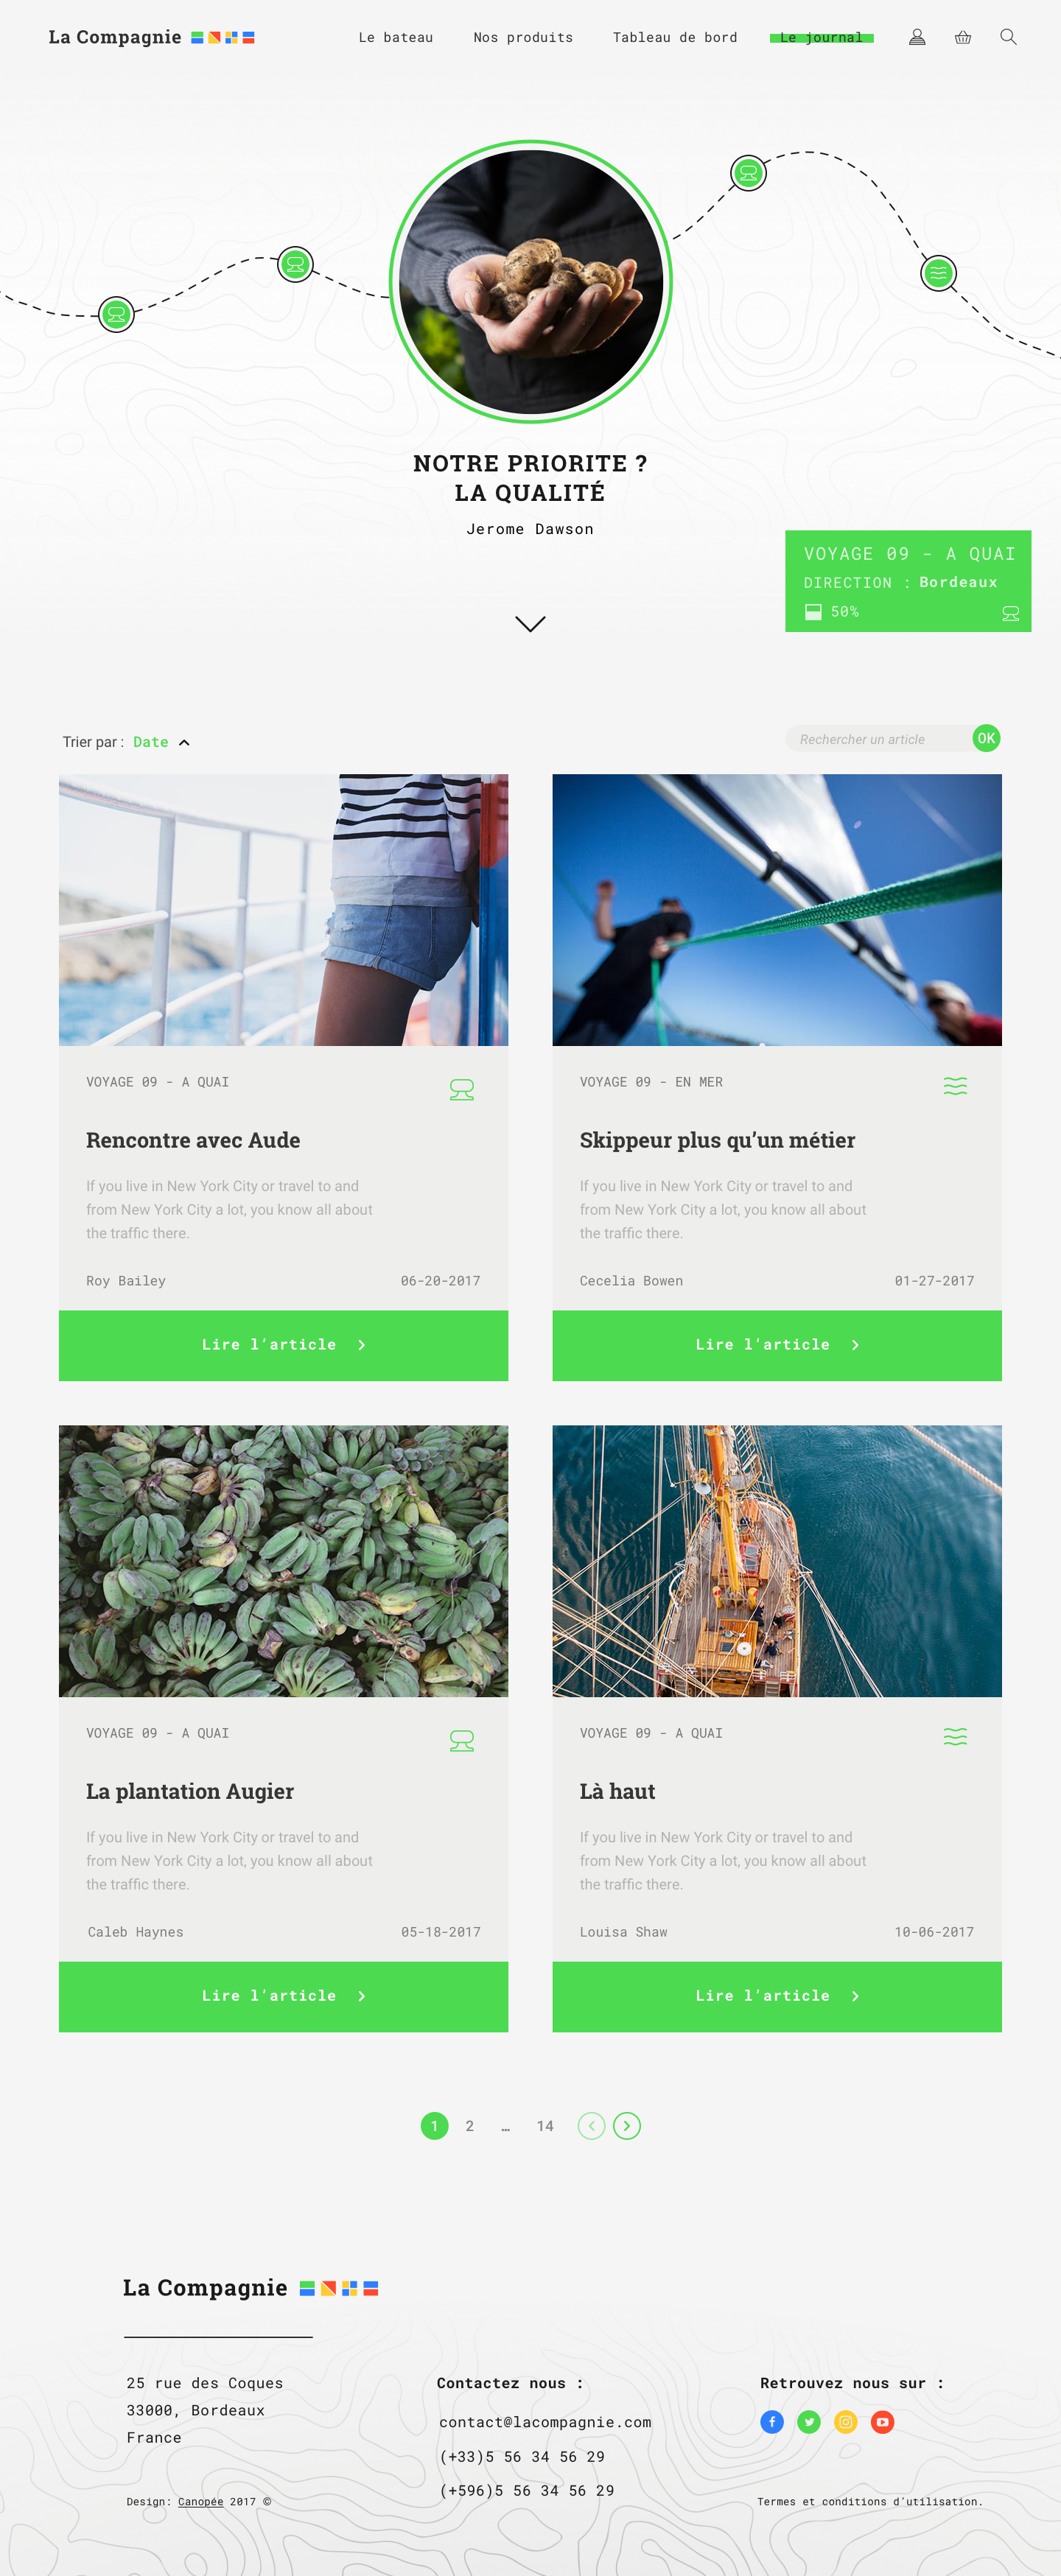 La Compagnie
Le bateau Nos produits Tableau de bord Le journal
NOTRE PRIORITE ?
LA QUALITÉ
Jerome Dawson
VOYAGE 09 - A QUAI
DIRECTION : Bordeaux
50%
Trier par : Date
Rechercher un article OK
VOYAGE 09 - A QUAI
Rencontre avec Aude
If you live in New York City or travel to and
from New York City a lot, you know all about
the traffic there.
Roy Bailey 06-20-2017
Lire l’article
VOYAGE 09 - EN MER
Skippeur plus qu’un métier
If you live in New York City or travel to and
from New York City a lot, you know all about
the traffic there.
Cecelia Bowen 01-27-2017
Lire l’article
VOYAGE 09 - A QUAI
La plantation Augier
If you live in New York City or travel to and
from New York City a lot, you know all about
the traffic there.
Caleb Haynes 05-18-2017
Lire l’article
VOYAGE 09 - A QUAI
Là haut
If you live in New York City or travel to and
from New York City a lot, you know all about
the traffic there.
Louisa Shaw 10-06-2017
Lire l’article
1 2 … 14
La Compagnie
25 rue des Coques
33000, Bordeaux
France
Contactez nous :
contact@lacompagnie.com
(+33)5 56 34 56 29
(+596)5 56 34 56 29
Retrouvez nous sur :
Design: Canopée 2017 ©
Termes et conditions d’utilisation.